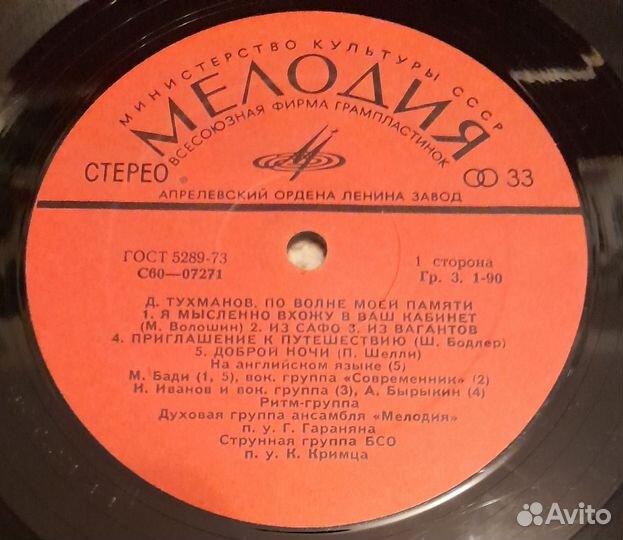 МИНИСТЕРСТВО КУЛЬТУРЫ СССР
МЕЛОДИЯ
ВСЕСОЮЗНАЯ ФИРМА ГРАМПЛАСТИНОК
СТЕРЕО
33
АПРЕЛЕВСКИЙ ОРДЕНА ЛЕНИНА ЗАВОД
ГОСТ 5289-73
С60—07271
1 сторона
Гр. 3. 1-90
Д. ТУХМАНОВ. ПО ВОЛНЕ МОЕЙ ПАМЯТИ
1. Я МЫСЛЕННО ВХОЖУ В ВАШ КАБИНЕТ
(М. Волошин) 2. ИЗ САФО 3. ИЗ ВАГАНТОВ
4. ПРИГЛАШЕНИЕ К ПУТЕШЕСТВИЮ (Ш. Бодлер)
5. ДОБРОЙ НОЧИ (П. Шелли)
На английском языке (5)
М. Бади (1, 5), вок. группа «Современник» (2)
И. Иванов и вок. группа (3), А. Бырыкин (4)
Ритм-группа
Духовая группа ансамбля «Мелодия»
п. у. Г. Гараняна
Струнная группа БСО
п. у. К. Кримца
Avito